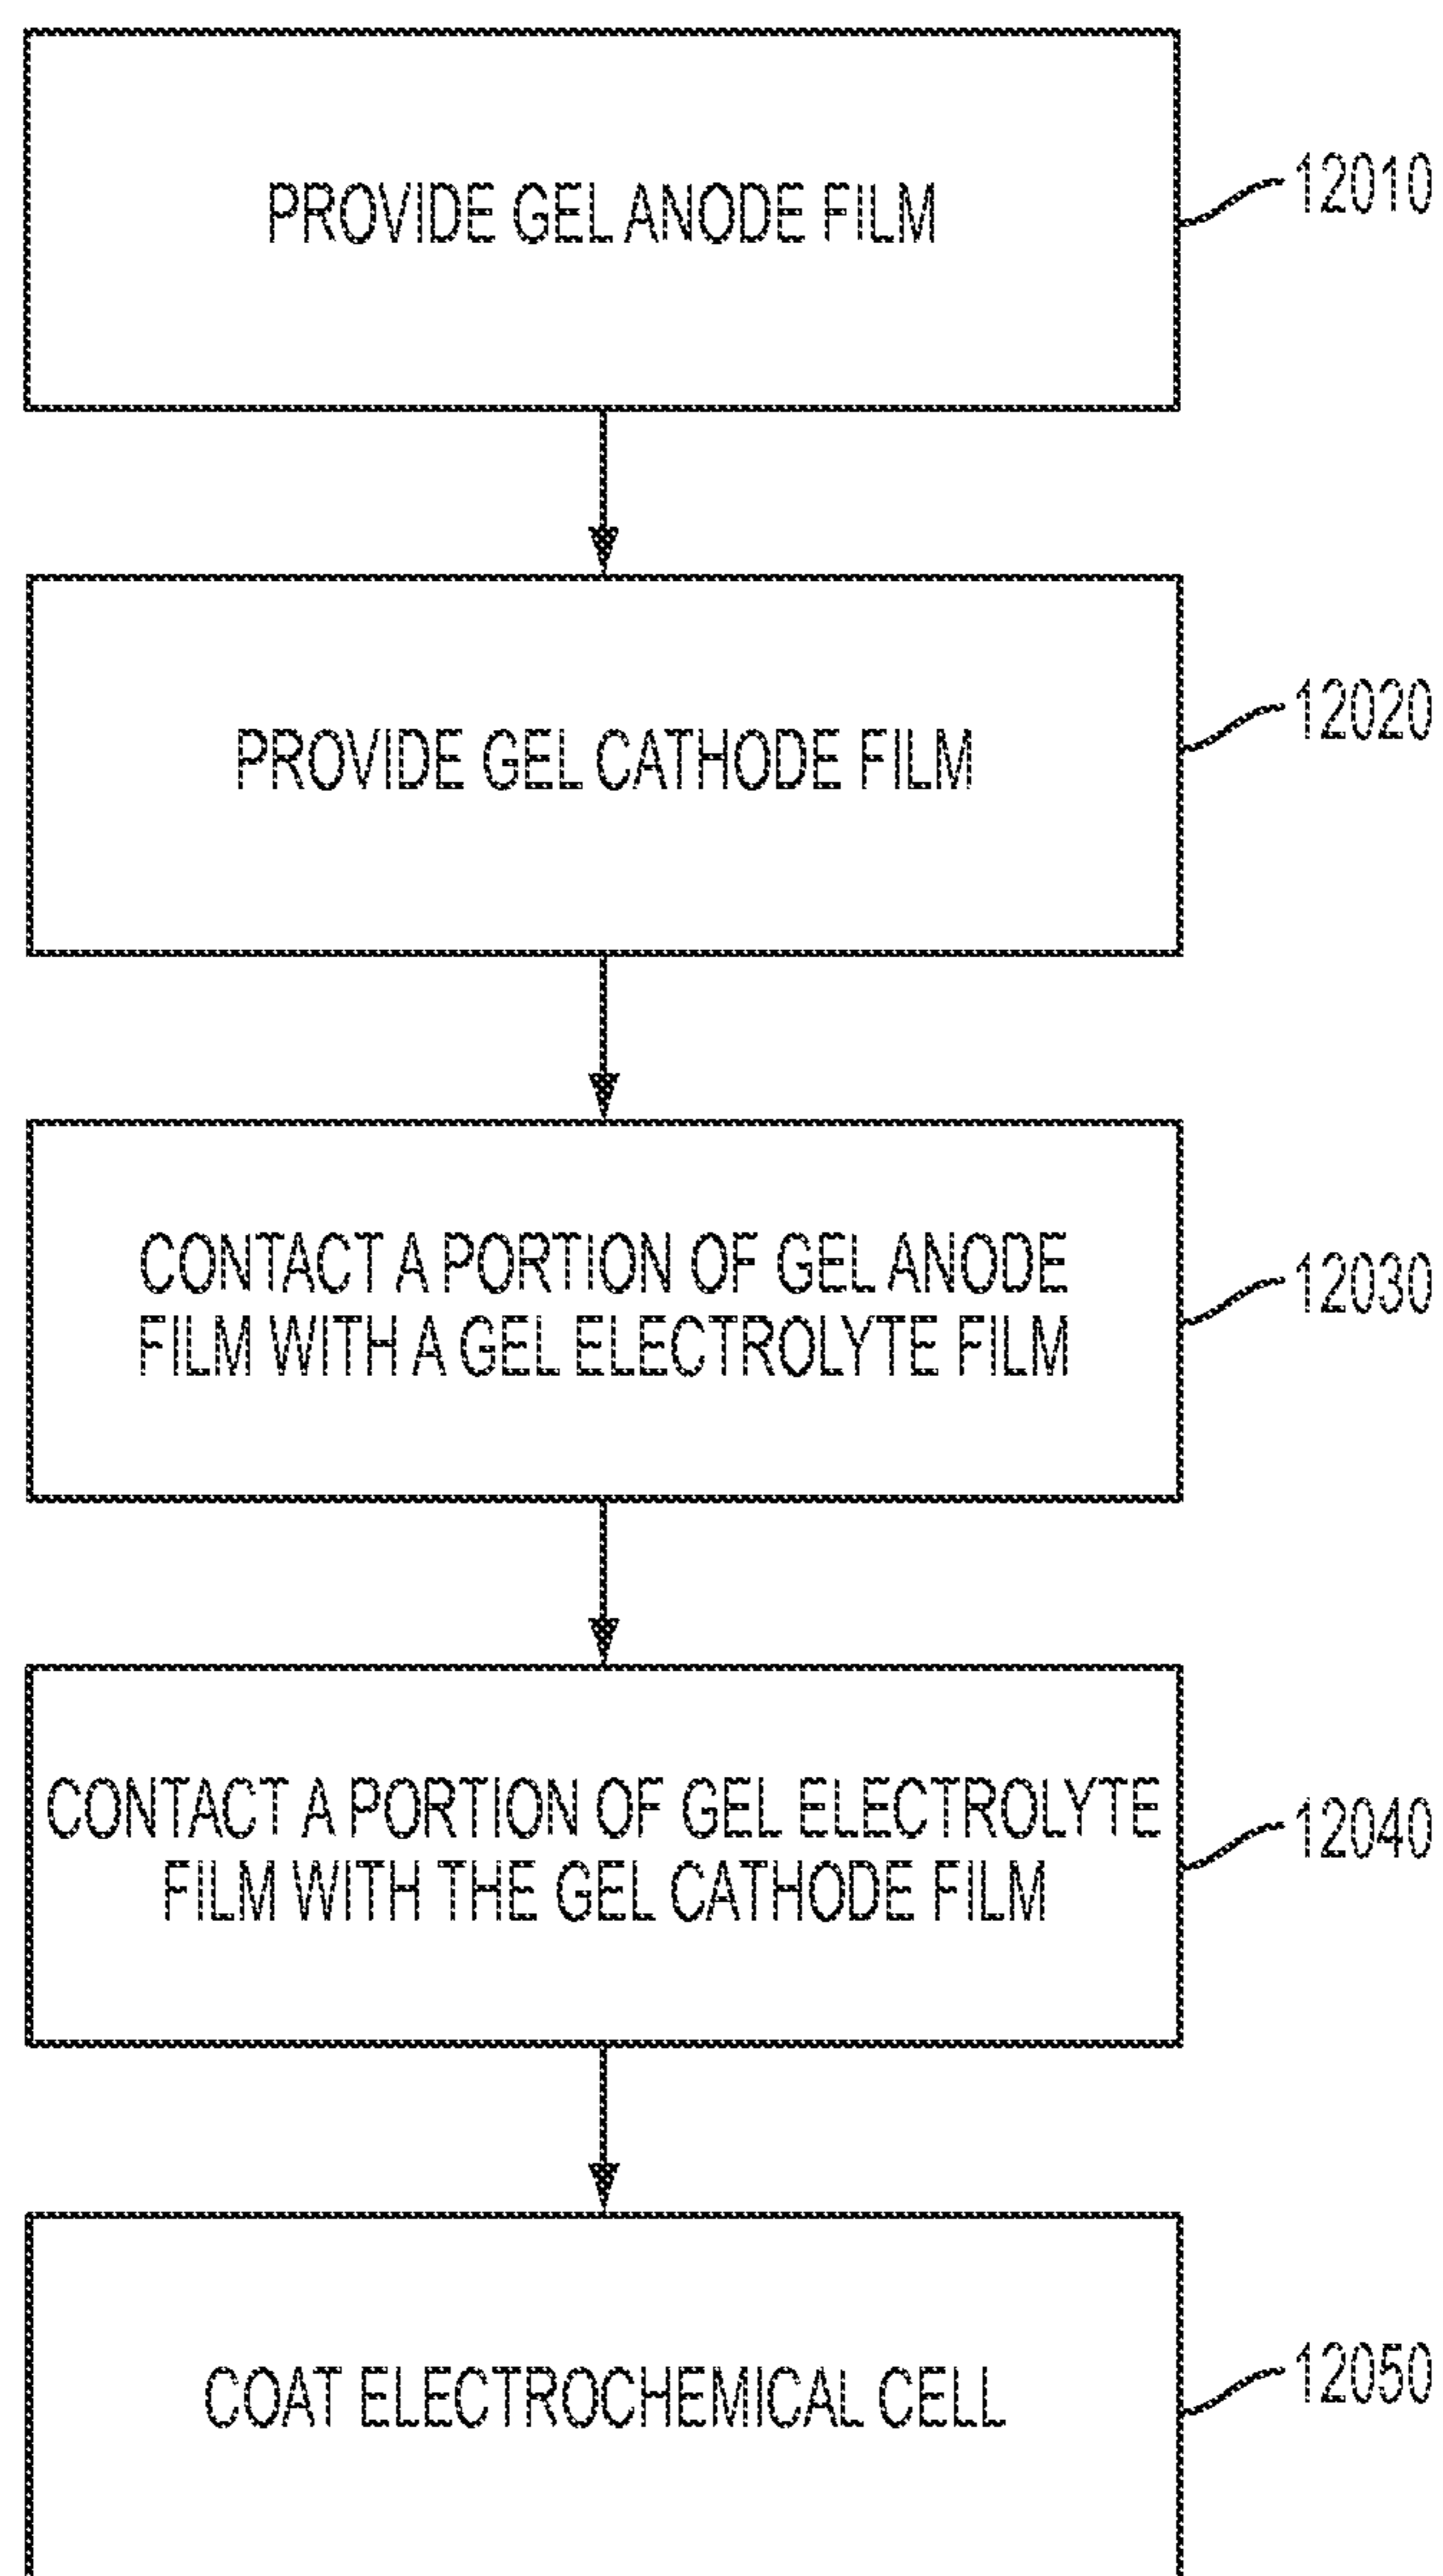 PROVIDE GEL ANODE FILM
12010
PROVIDE GEL CATHODE FILM
12020
CONTACT A PORTION OF GEL ANODE
FILM WITH A GEL ELECTROLYTE FILM
12030
CONTACT A PORTION OF GEL ELECTROLYTE
FILM WITH THE GEL CATHODE FILM
12040
COAT ELECTROCHEMICAL CELL
12050